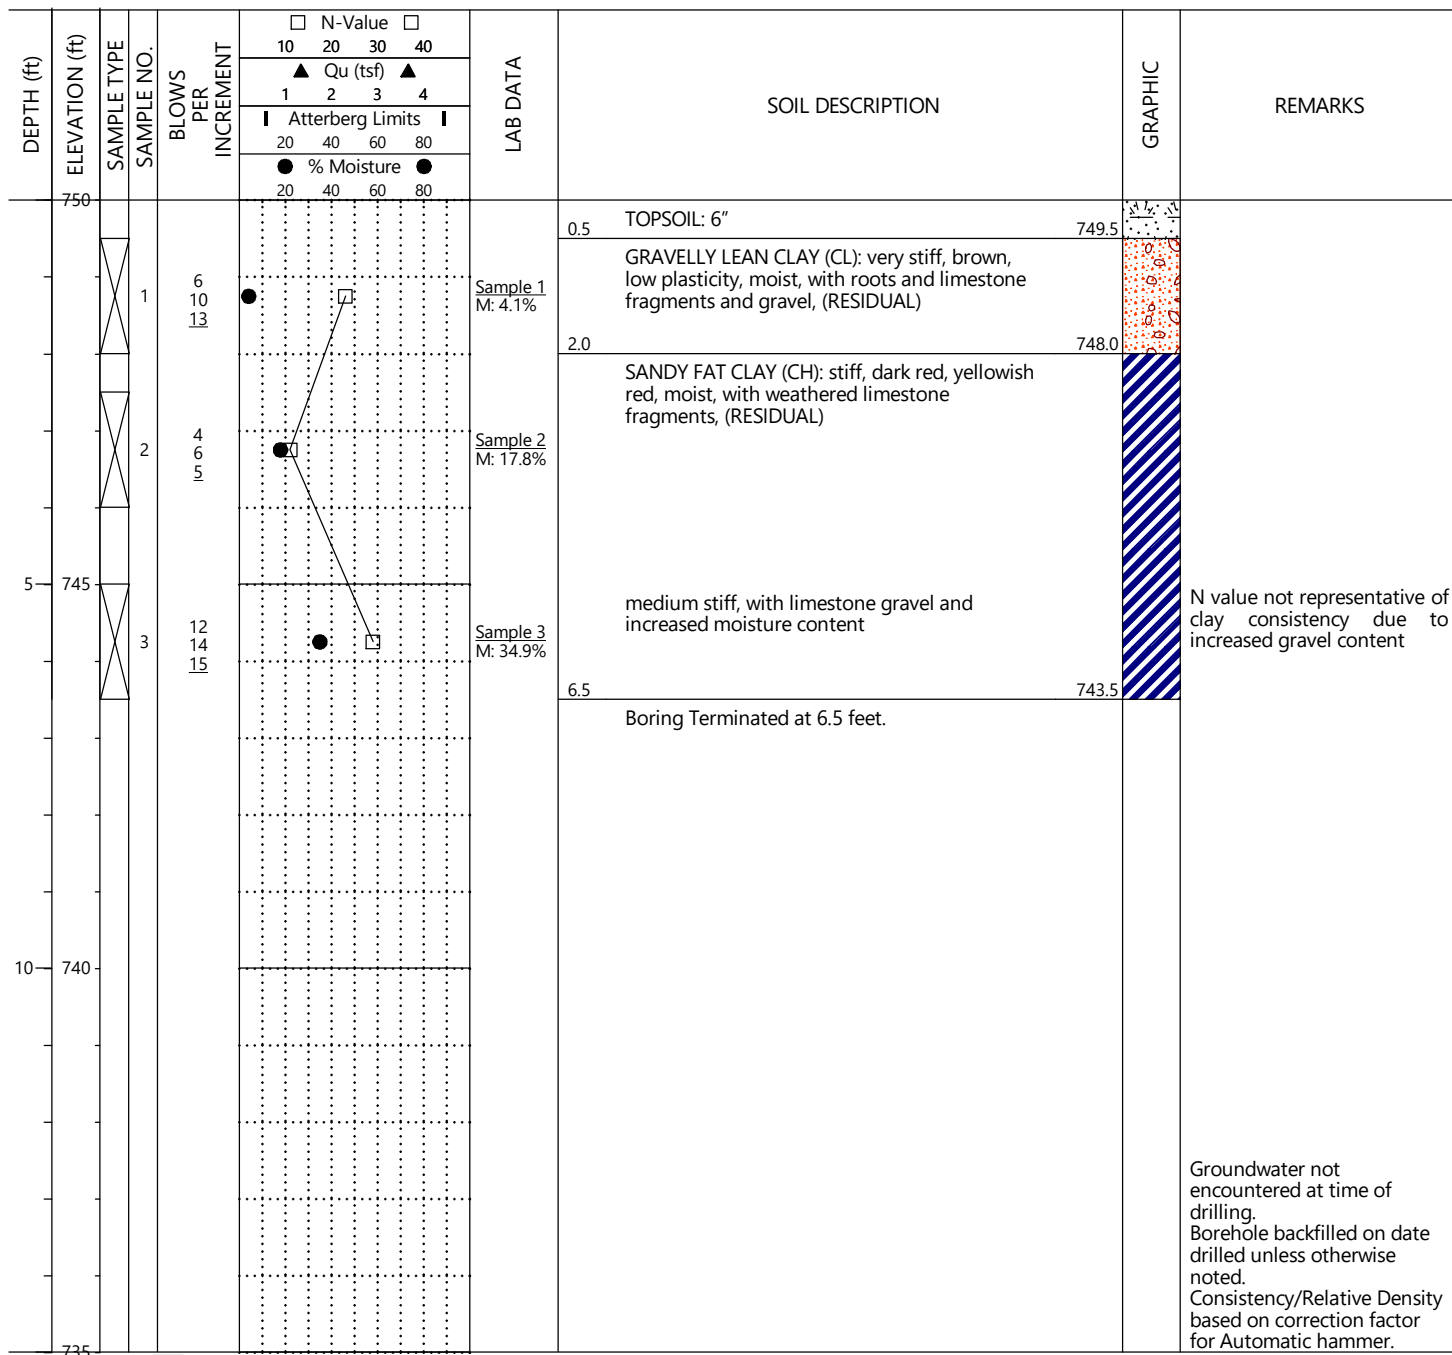 DEPTH (ft)
ELEVATION (ft)
SAMPLE TYPE
SAMPLE NO.
BLOWS
PER
INCREMENT
N-Value
10 20 30 40
Qu (tsf)
1 2 3 4
Atterberg Limits
20 40 60 80
% Moisture
20 40 60 80
LAB DATA
SOIL DESCRIPTION
GRAPHIC
REMARKS
750
TOPSOIL: 6"
0.5 749.5
GRAVELLY LEAN CLAY (CL): very stiff, brown,
low plasticity, moist, with roots and limestone
fragments and gravel, (RESIDUAL)
1
6
10
13
Sample 1
M: 4.1%
2.0 748.0
SANDY FAT CLAY (CH): stiff, dark red, yellowish
red, moist, with weathered limestone
fragments, (RESIDUAL)
2
4
6
5
Sample 2
M: 17.8%
5 745
medium stiff, with limestone gravel and
increased moisture content
N value not representative of
clay consistency due to
increased gravel content
3
12
14
15
Sample 3
M: 34.9%
6.5 743.5
Boring Terminated at 6.5 feet.
10 740
Groundwater not
encountered at time of
drilling.
Borehole backfilled on date
drilled unless otherwise
noted.
Consistency/Relative Density
based on correction factor
for Automatic hammer.
735